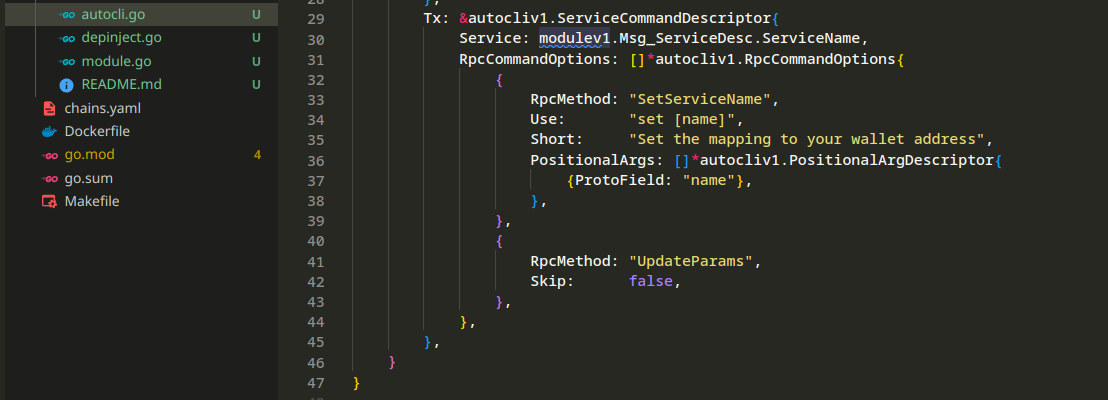 autocli.go U
depinject.go U
module.go U
README.md U
chains.yaml
Dockerfile
go.mod 4
go.sum
Makefile
29 Tx: &autocliv1.ServiceCommandDescriptor{
30 Service: modulev1.Msg_ServiceDesc.ServiceName,
31 RpcCommandOptions: []*autocliv1.RpcCommandOptions{
32 {
33 RpcMethod: "SetServiceName",
34 Use: "set [name]",
35 Short: "Set the mapping to your wallet address",
36 PositionalArgs: []*autocliv1.PositionalArgDescriptor{
37 {ProtoField: "name"},
38 },
39 },
40 {
41 RpcMethod: "UpdateParams",
42 Skip: false,
43 },
44 },
45 },
46 }
47 }